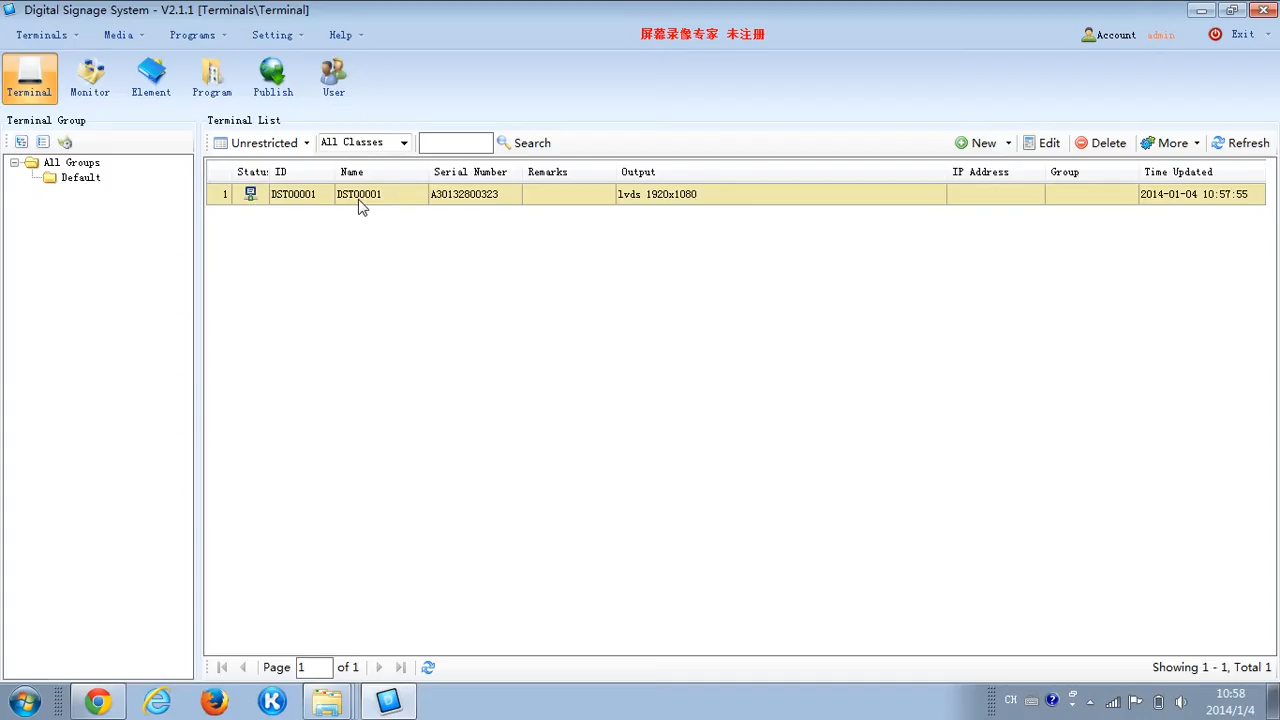 Digital Signage System - V2.1.1 [Terminals\Terminal]
Terminals Media Programs Setting Help 屏幕录像专家 未注册 Account admin Exit
Terminal Monitor Element Program Publish User
Terminal Group Terminal List
Unrestricted All Classes Search New Edit Delete More Refresh
All Groups
Default
Status ID Name Serial Number Remarks Output IP Address Group Time Updated
1 DST00001 DST00001 A30132800323 lvds 1920x1080 2014-01-04 10:57:55
Page 1 of 1 Showing 1 - 1, Total 1
CH 10:58
2014/1/4